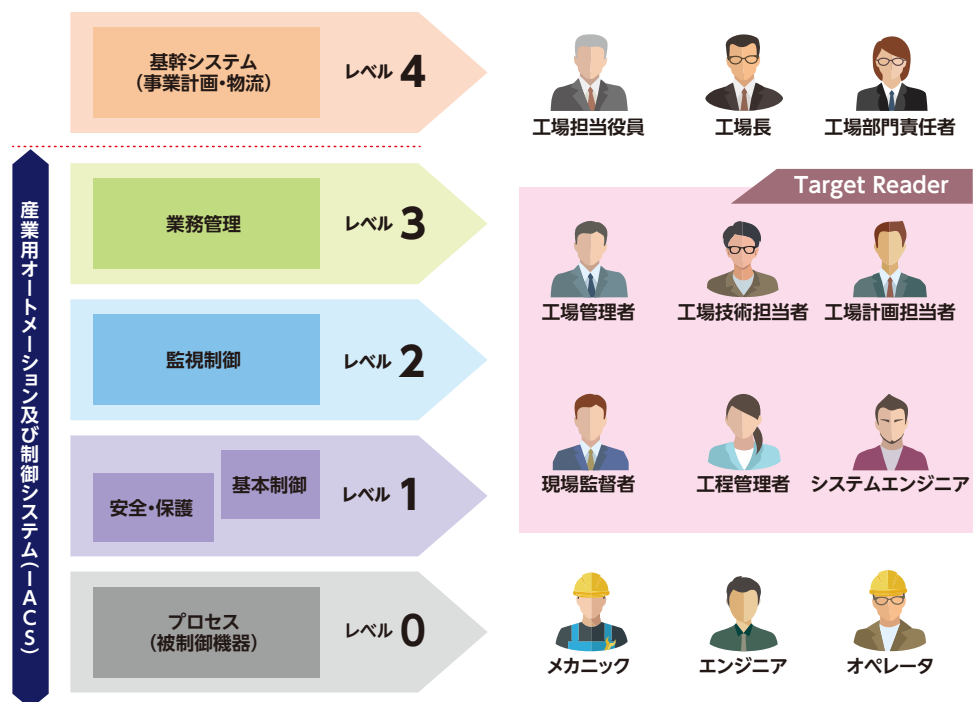 基幹システム
(事業計画・物流)
レベル 4
工場担当役員
工場長
工場部門責任者
産業用オートメーション及び制御システム(IACS)
Target Reader
業務管理
レベル 3
工場管理者
工場技術担当者
工場計画担当者
監視制御
レベル 2
安全・保護
基本制御
レベル 1
現場監督者
工程管理者
システムエンジニア
プロセス
(被制御機器)
レベル 0
メカニック
エンジニア
オペレータ